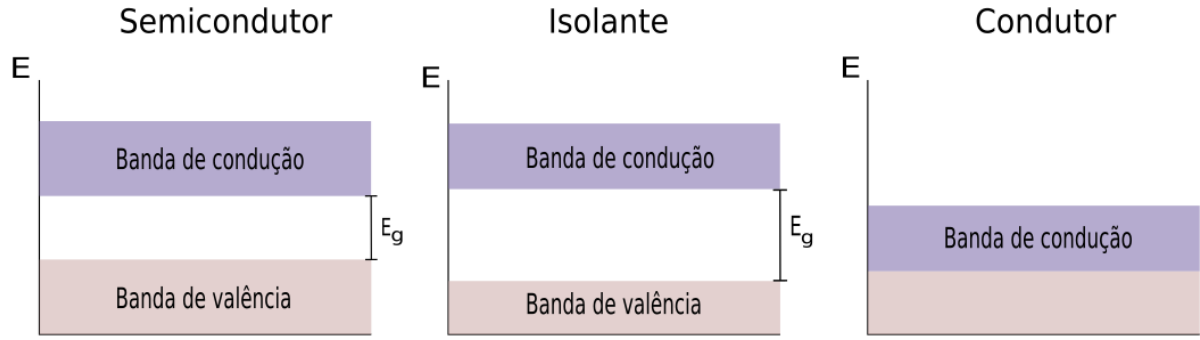 Semicondutor
E
Banda de condução
Eg
Banda de valência
Isolante
E
Banda de condução
Eg
Banda de valência
Condutor
E
Banda de condução